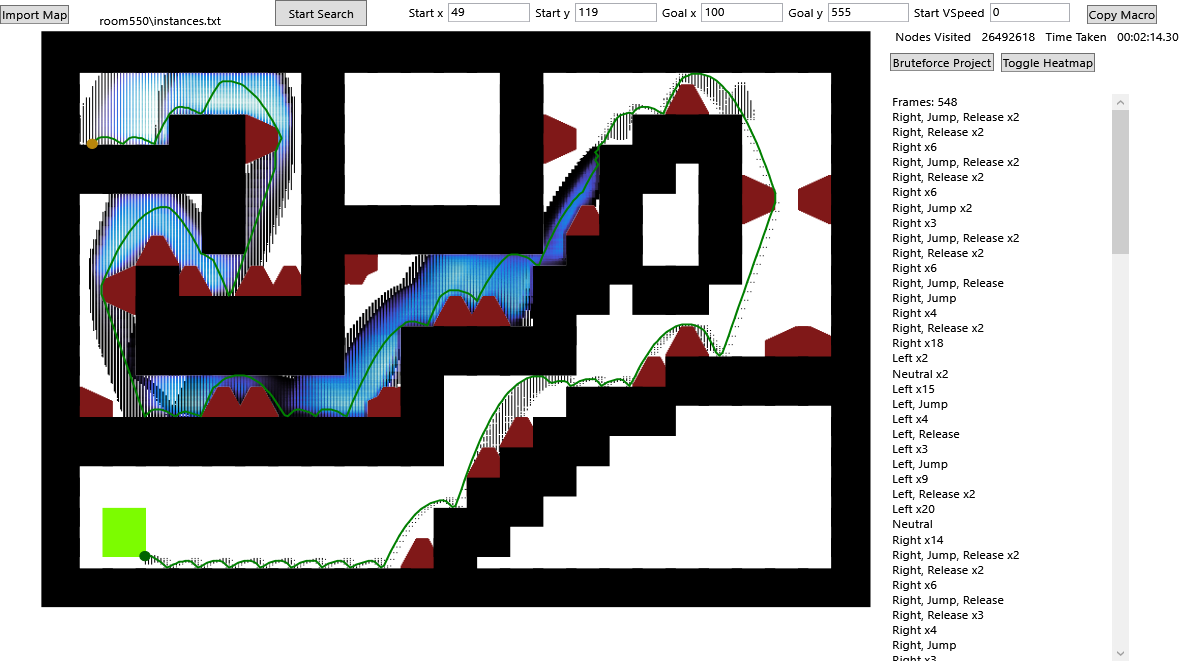 Import Map room550\instances.txt Start Search Start x 49 Start y 119 Goal x 100 Goal y 555 Start VSpeed 0 Copy Macro
Nodes Visited 26492618 Time Taken 00:02:14.30
Bruteforce Project Toggle Heatmap
Frames: 548
Right, Jump, Release x2
Right, Release x2
Right x6
Right, Jump, Release x2
Right, Release x2
Right x6
Right, Jump x2
Right x3
Right, Jump, Release x2
Right, Release x2
Right x6
Right, Jump, Release
Right, Jump
Right x4
Right, Release x2
Right x18
Left x2
Neutral x2
Left x15
Left, Jump
Left x4
Left, Release
Left x3
Left, Jump
Left x9
Left, Release x2
Left x20
Neutral
Right x14
Right, Jump, Release x2
Right, Release x2
Right x6
Right, Jump, Release
Right, Release x3
Right x4
Right, Jump
Right x3